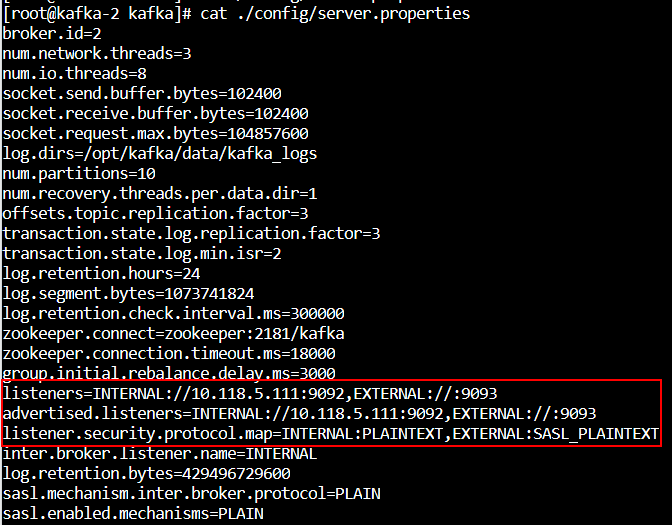 [root@kafka-2 kafka]# cat ./config/server.properties
broker.id=2
num.network.threads=3
num.io.threads=8
socket.send.buffer.bytes=102400
socket.receive.buffer.bytes=102400
socket.request.max.bytes=104857600
log.dirs=/opt/kafka/data/kafka_logs
num.partitions=10
num.recovery.threads.per.data.dir=1
offsets.topic.replication.factor=3
transaction.state.log.replication.factor=3
transaction.state.log.min.isr=2
log.retention.hours=24
log.segment.bytes=1073741824
log.retention.check.interval.ms=300000
zookeeper.connect=zookeeper:2181/kafka
zookeeper.connection.timeout.ms=18000
group.initial.rebalance.delay.ms=3000
listeners=INTERNAL://10.118.5.111:9092,EXTERNAL://:9093
advertised.listeners=INTERNAL://10.118.5.111:9092,EXTERNAL://:9093
listener.security.protocol.map=INTERNAL:PLAINTEXT,EXTERNAL:SASL_PLAINTEXT
inter.broker.listener.name=INTERNAL
log.retention.bytes=429496729600
sasl.mechanism.inter.broker.protocol=PLAIN
sasl.enabled.mechanisms=PLAIN